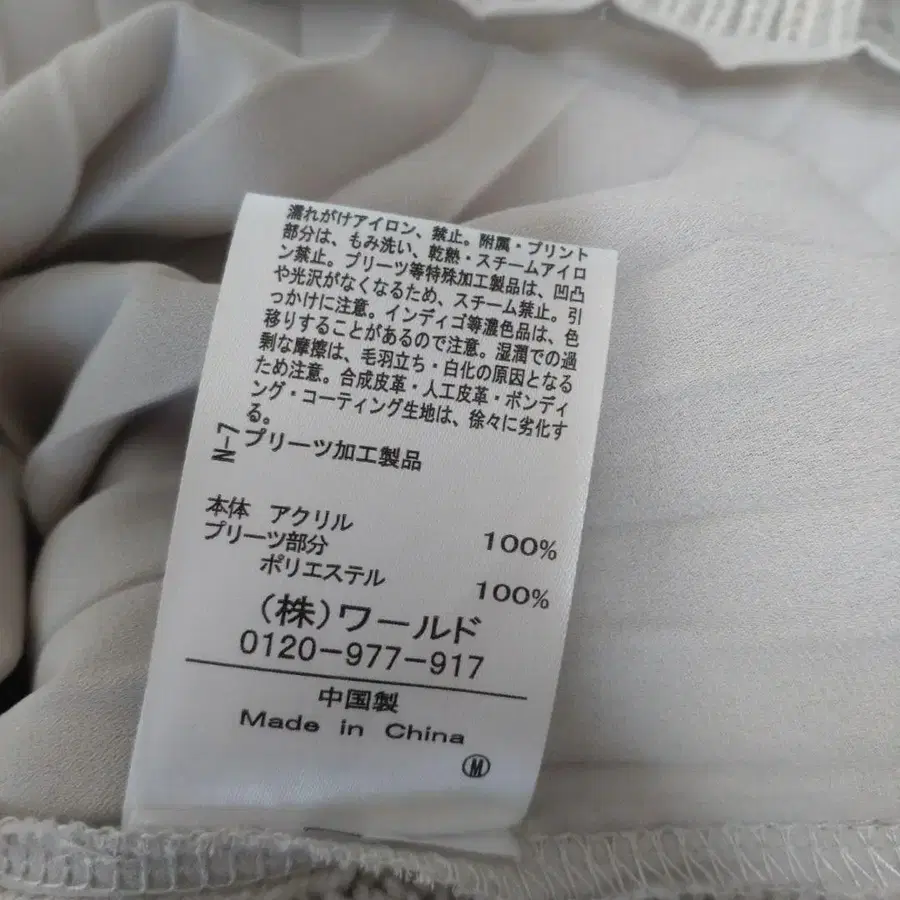 濡れがけアイロン、禁止。附属・プリント
部分は、もみ洗い、乾熱・スチームアイロ
ン禁止。プリーツ等特殊加工製品は、凹凸
や光沢がなくなるため、スチーム禁止。引
っかけに注意。インディゴ等濃色品は、色
移りすることがあるので注意。湿潤での過
剰な摩擦は、毛羽立ち・白化の原因となる
ため注意。合成皮革・人工皮革・ボンディ
ング・コーティング生地は、徐々に劣化す
る。
N-7
プリーツ加工製品
本体 アクリル 100%
プリーツ部分
ポリエステル 100%
(株)ワールド
0120-977-917
中国製
Made in China
M